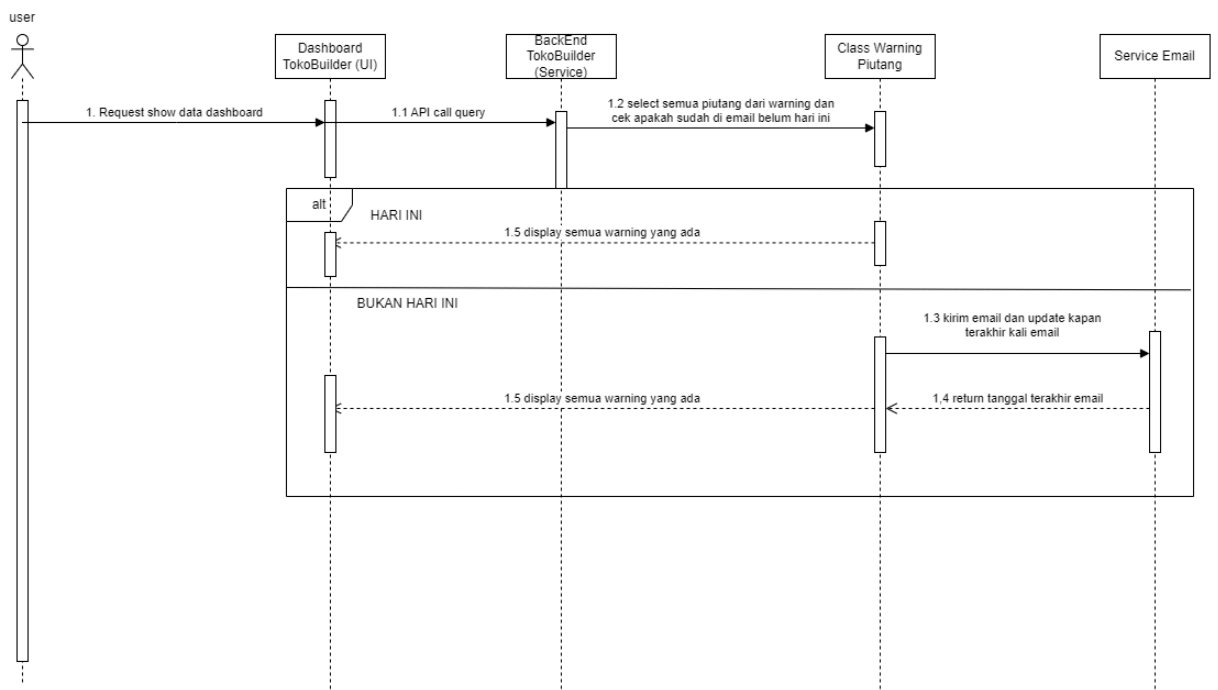 user
Dashboard
TokoBuilder (UI)
BackEnd
TokoBuilder
(Service)
Class Warning
Piutang
Service Email
1. Request show data dashboard
1.1 API call query
1.2 select semua piutang dari warning dan
cek apakah sudah di email belum hari ini
alt
HARI INI
1.5 display semua warning yang ada
BUKAN HARI INI
1.3 kirim email dan update kapan
terakhir kali email
1.5 display semua warning yang ada
1,4 return tanggal terakhir email